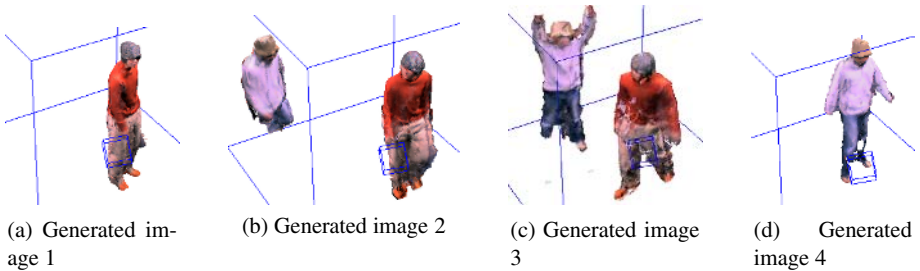 (a) Generated im-
age 1
(b) Generated image 2
(c) Generated image
3
(d) Generated
image 4